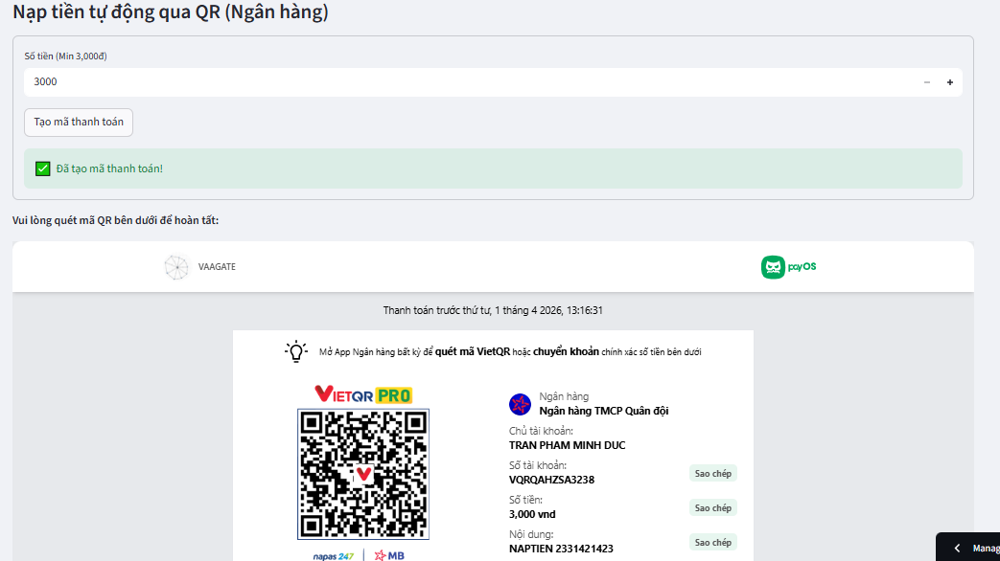 Nạp tiền tự động qua QR (Ngân hàng)
Số tiền (Min 3,000đ)
3000
Tạo mã thanh toán
Đã tạo mã thanh toán!
Vui lòng quét mã QR bên dưới để hoàn tất:
VAAGATE
payOS
Thanh toán trước thứ tư, 1 tháng 4 2026, 13:16:31
Mở App Ngân hàng bất kỳ để quét mã VietQR hoặc chuyển khoản chính xác số tiền bên dưới
VIETQR PRO
Ngân hàng
Ngân hàng TMCP Quân đội
Chủ tài khoản:
TRAN PHAM MINH DUC
Số tài khoản:
VQRQAHZSA3238
Sao chép
Số tiền:
3,000 vnd
Sao chép
Nội dung:
NAPTIEN 2331421423
Sao chép
napas 247 | MB
Manag